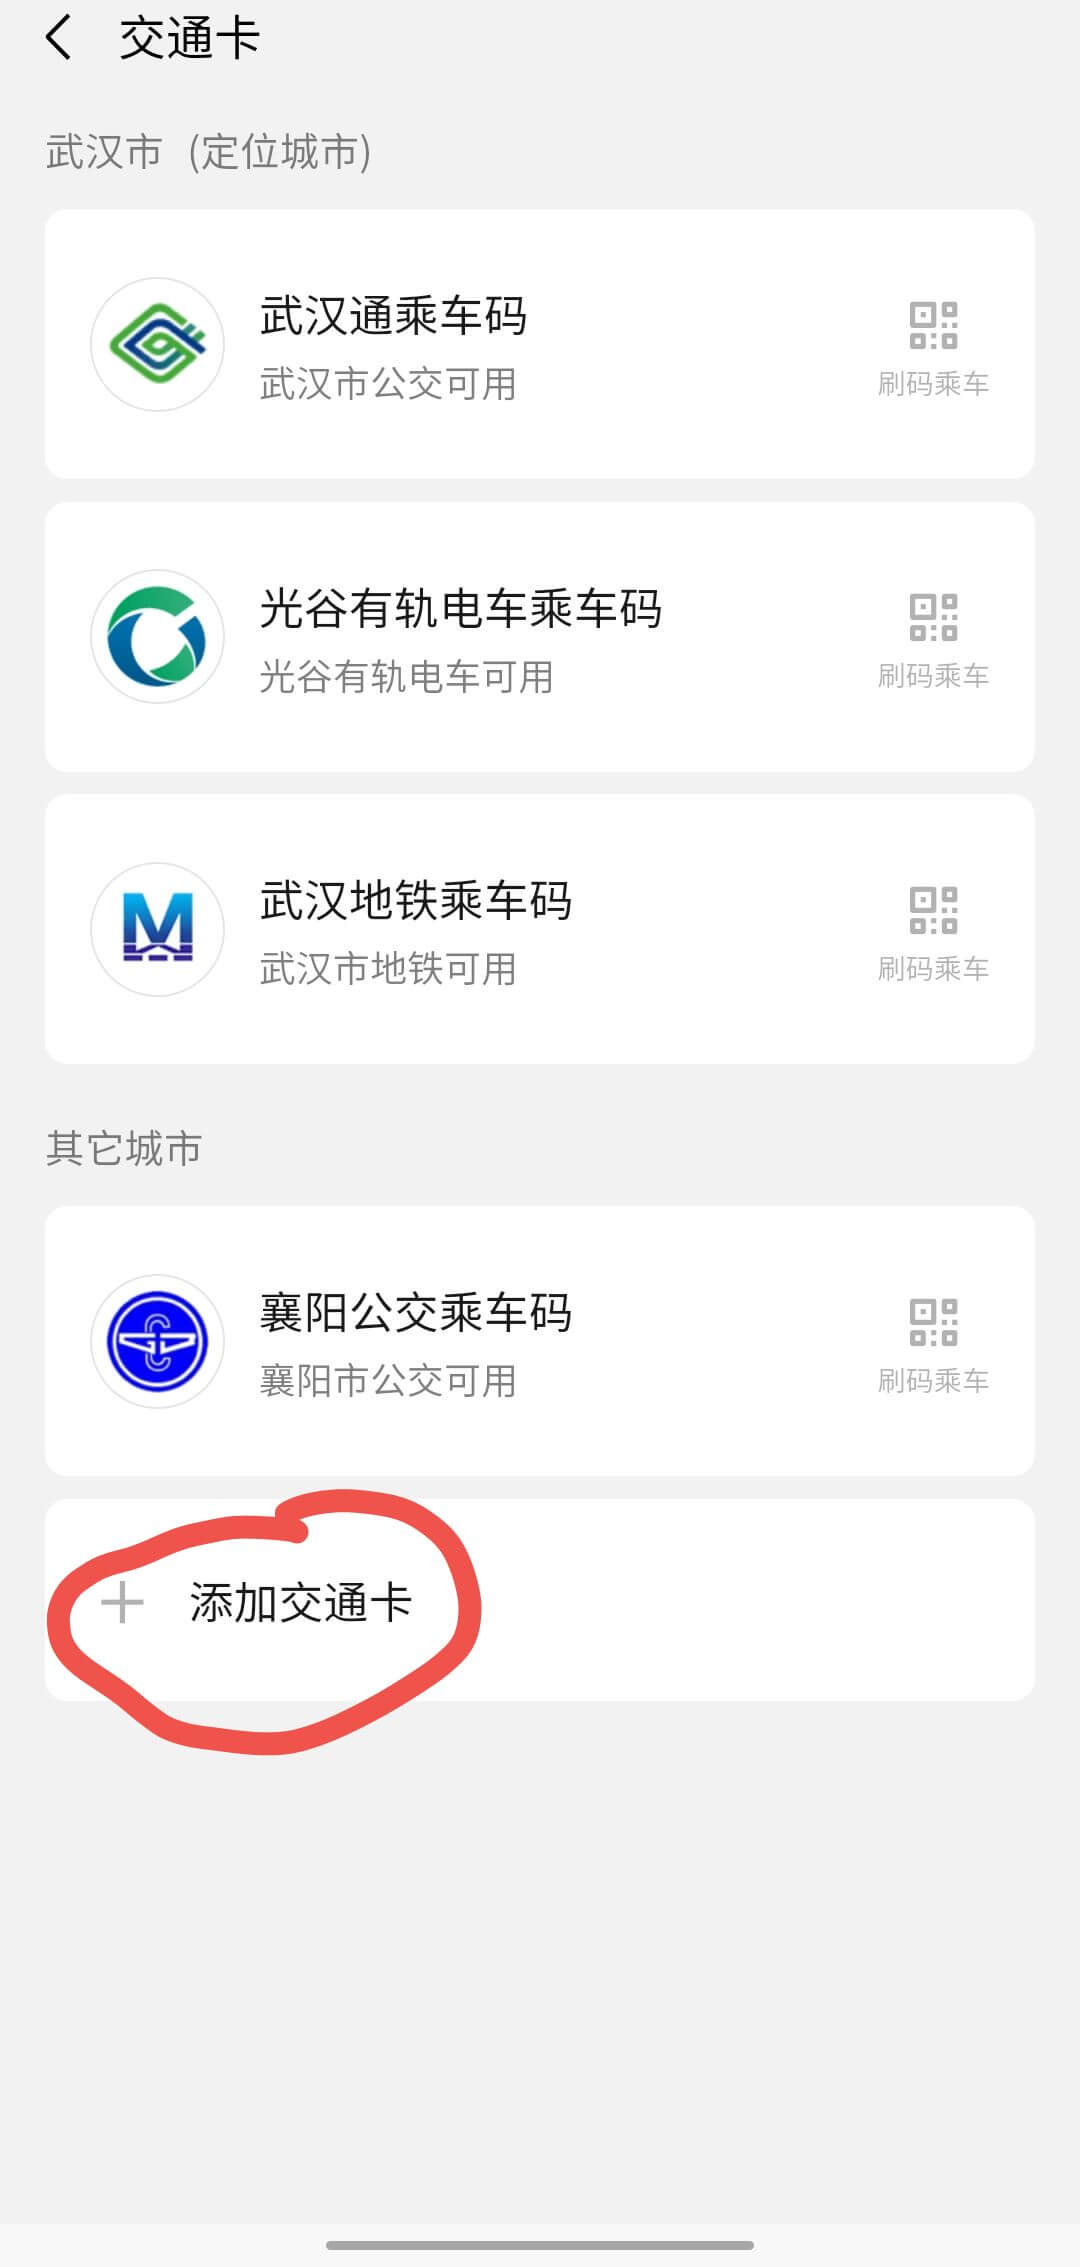 交通卡
武汉市 (定位城市)
武汉通乘车码
武汉市公交可用
刷码乘车
光谷有轨电车乘车码
光谷有轨电车可用
刷码乘车
武汉地铁乘车码
武汉市地铁可用
刷码乘车
其它城市
襄阳公交乘车码
襄阳市公交可用
刷码乘车
添加交通卡